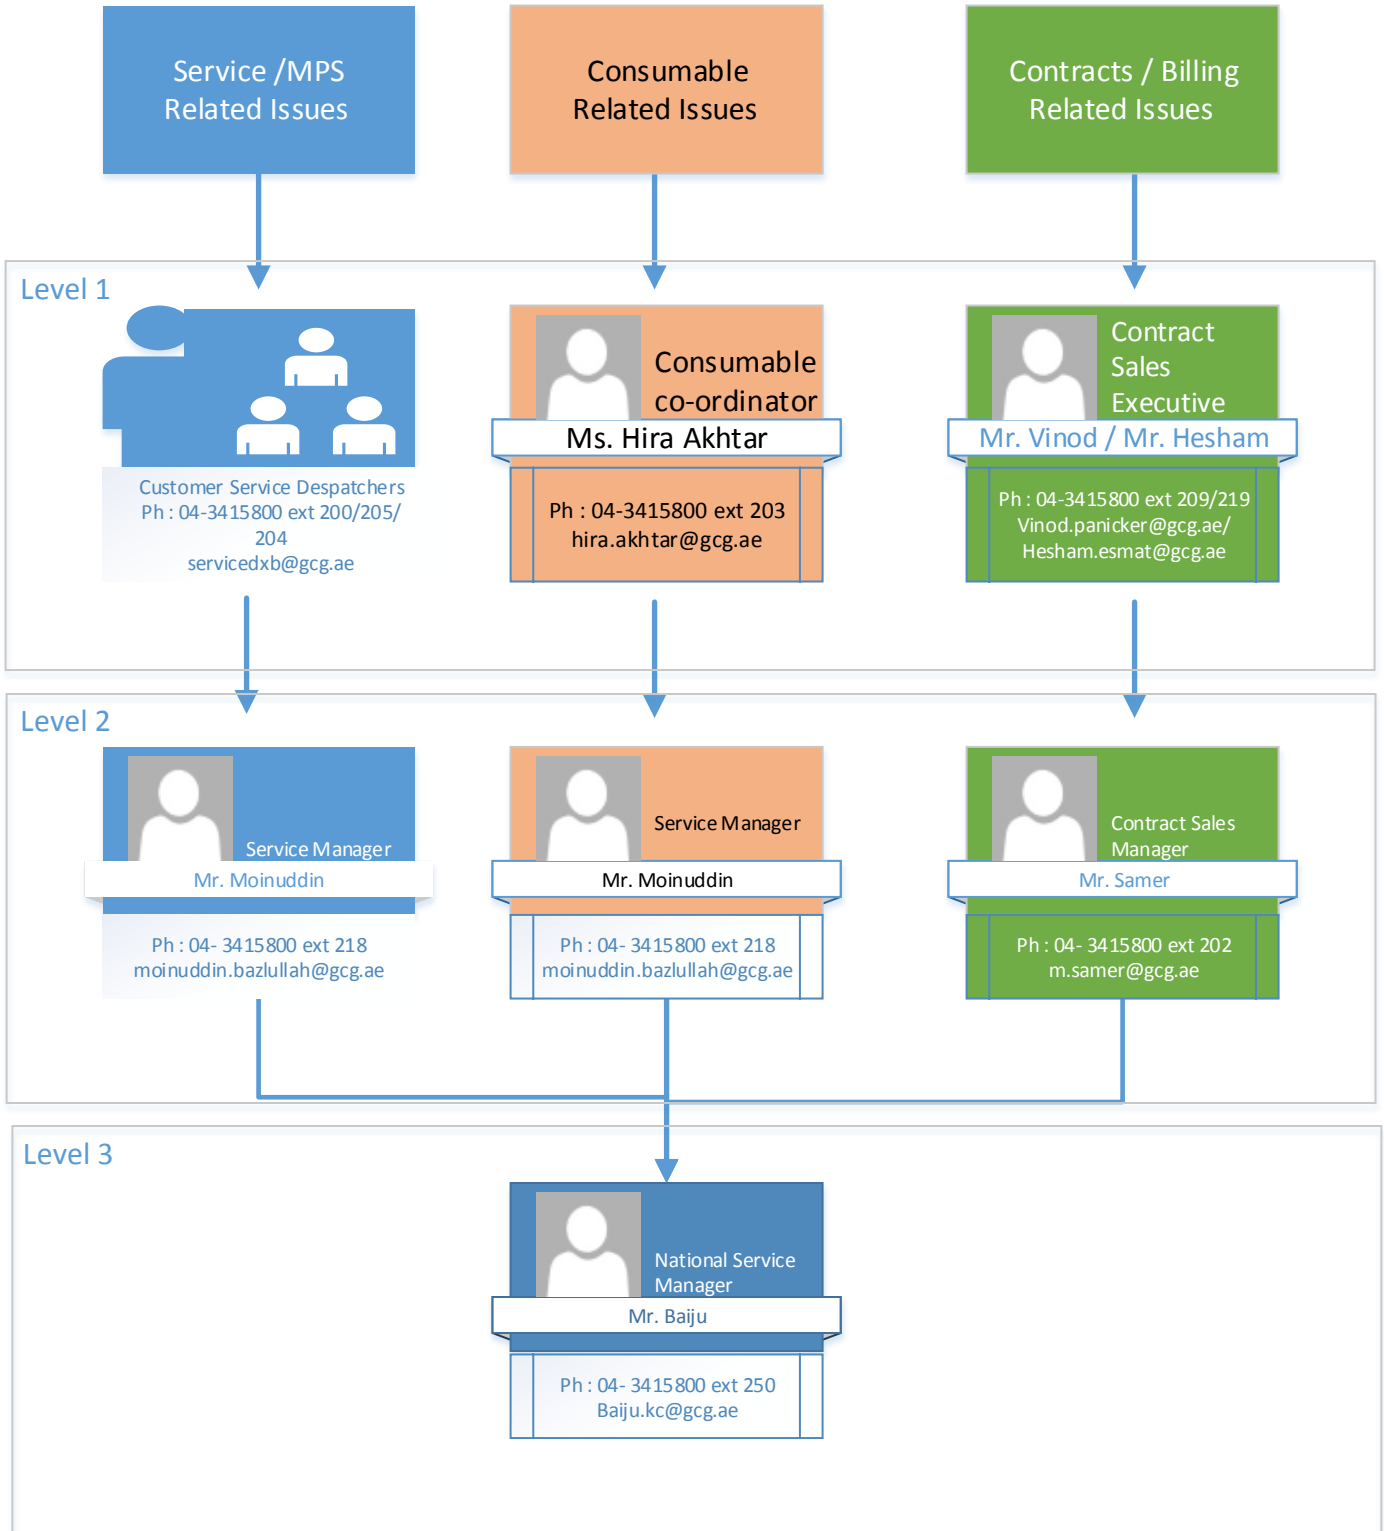 Service /MPS
Related Issues
Consumable
Related Issues
Contracts / Billing
Related Issues
Level 1
Consumable
co-ordinator
Ms. Hira Akhtar
Contract
Sales
Executive
Mr. Vinod / Mr. Hesham
Customer Service Despatchers
Ph : 04-3415800 ext 200/205/
204
servicedxb@gcg.ae
Ph : 04-3415800 ext 203
hira.akhtar@gcg.ae
Ph : 04-3415800 ext 209/219
Vinod.panicker@gcg.ae/
Hesham.esmat@gcg.ae
Level 2
Service Manager
Mr. Moinuddin
Ph : 04- 3415800 ext 218
moinuddin.bazlullah@gcg.ae
Service Manager
Mr. Moinuddin
Ph : 04- 3415800 ext 218
moinuddin.bazlullah@gcg.ae
Contract Sales
Manager
Mr. Samer
Ph : 04- 3415800 ext 202
m.samer@gcg.ae
Level 3
National Service
Manager
Mr. Baiju
Ph : 04- 3415800 ext 250
Baiju.kc@gcg.ae